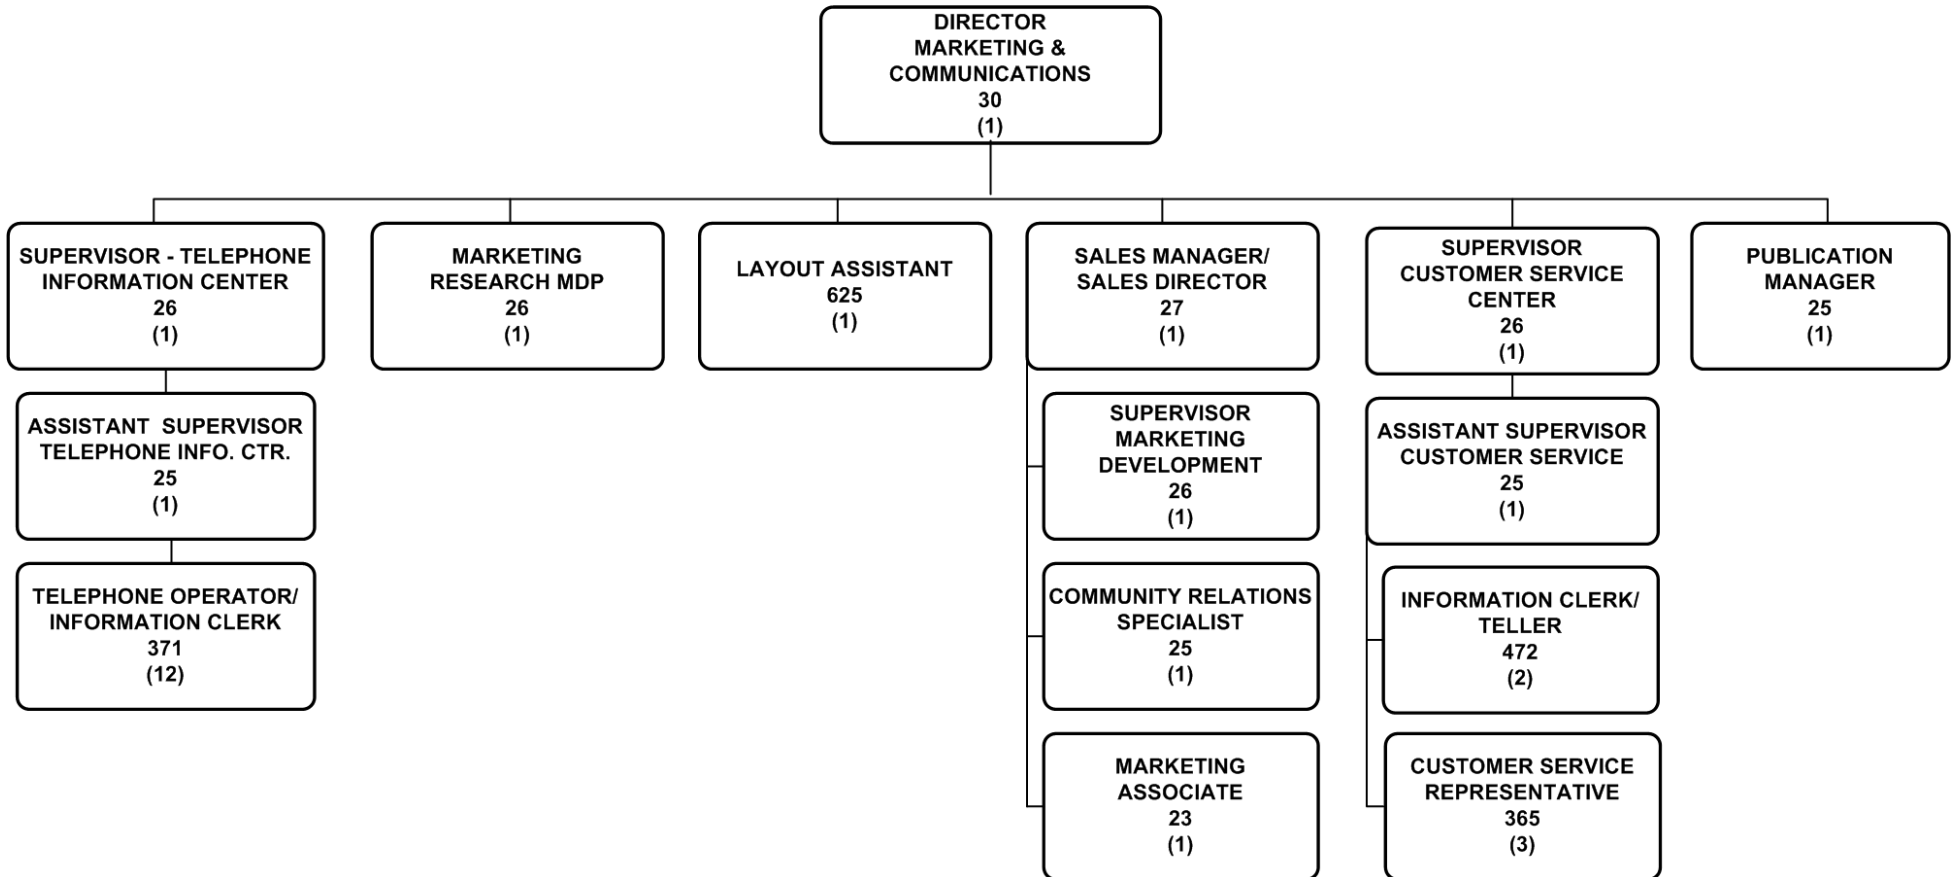 DIRECTOR
MARKETING &
COMMUNICATIONS
30
(1)
SUPERVISOR - TELEPHONE
INFORMATION CENTER
26
(1)
MARKETING
RESEARCH MDP
26
(1)
LAYOUT ASSISTANT
625
(1)
SALES MANAGER/
SALES DIRECTOR
27
(1)
SUPERVISOR
CUSTOMER SERVICE
CENTER
26
(1)
PUBLICATION
MANAGER
25
(1)
ASSISTANT  SUPERVISOR
TELEPHONE INFO. CTR.
25
(1)
SUPERVISOR
MARKETING
DEVELOPMENT
26
(1)
ASSISTANT SUPERVISOR
CUSTOMER SERVICE
25
(1)
TELEPHONE OPERATOR/
INFORMATION CLERK
371
(12)
COMMUNITY RELATIONS
SPECIALIST
25
(1)
INFORMATION CLERK/
TELLER
472
(2)
MARKETING
ASSOCIATE
23
(1)
CUSTOMER SERVICE
REPRESENTATIVE
365
(3)